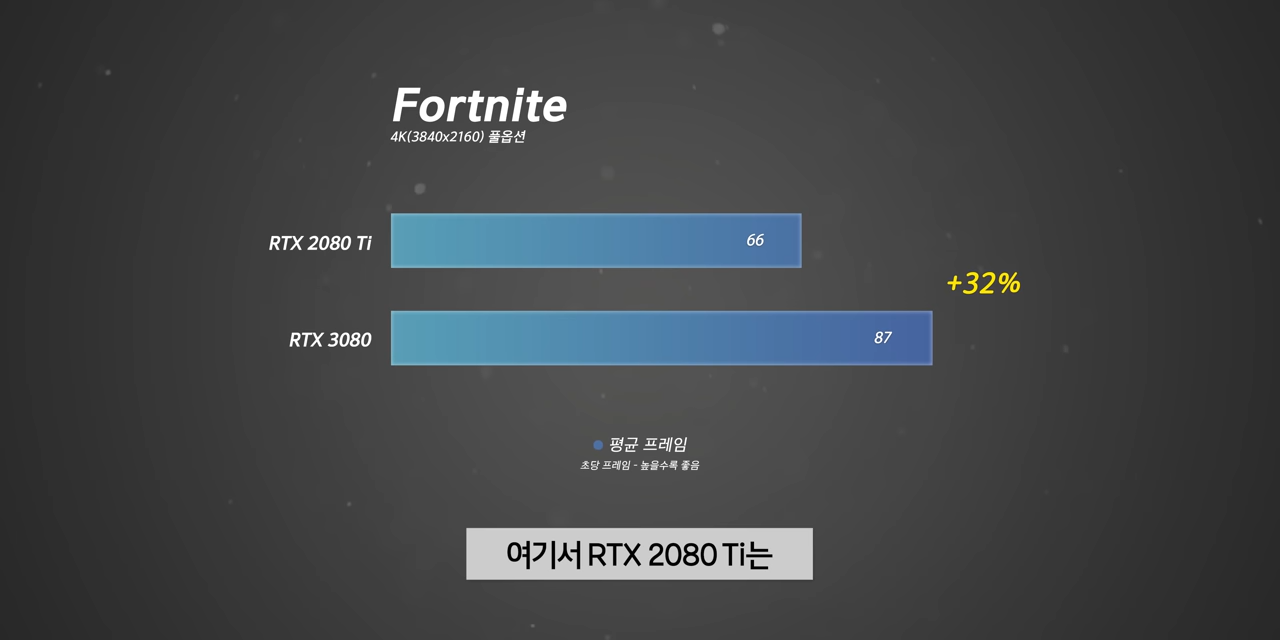 Fortnite
4K(3840x2160) 풀옵션
RTX 2080 Ti
66
+32%
RTX 3080
87
평균 프레임
초당 프레임 - 높을수록 좋음
여기서 RTX 2080 Ti는